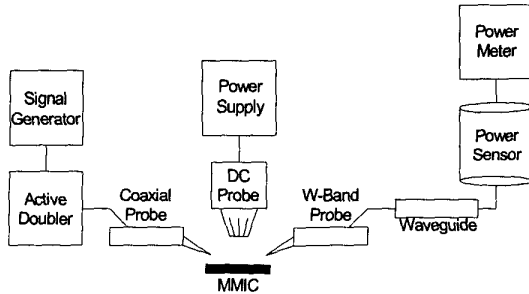 Power
Meter
Signal
Generator
Power
Supply
Power
Sensor
Active
Doubler
Coaxial
Probe
DC
Probe
W-Band
Probe
Waveguide
MMIC